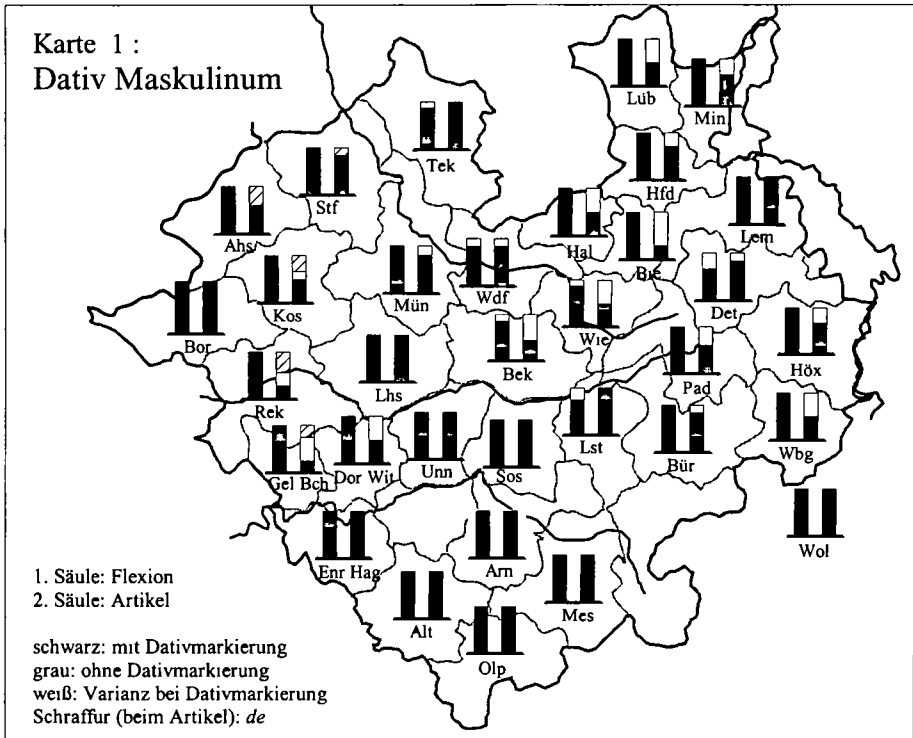 Karte 1 :
Dativ Maskulinum
Lüb
Min
Tek
Hfd
Stf
Lem
Ahs
Hal
Bie
Kos
Mün
Wdf
Det
Bor
Wie
Höx
Lhs
Bek
Pad
Rek
Lst
Wbg
Gel Bch
Dor Wit
Unn
Sos
Bür
Wol
Enr Hag
Arn
Alt
Mes
Olp
1. Säule: Flexion
2. Säule: Artikel
schwarz: mit Dativmarkierung
grau: ohne Dativmarkierung
weiß: Varianz bei Dativmarkierung
Schraffur (beim Artikel): de